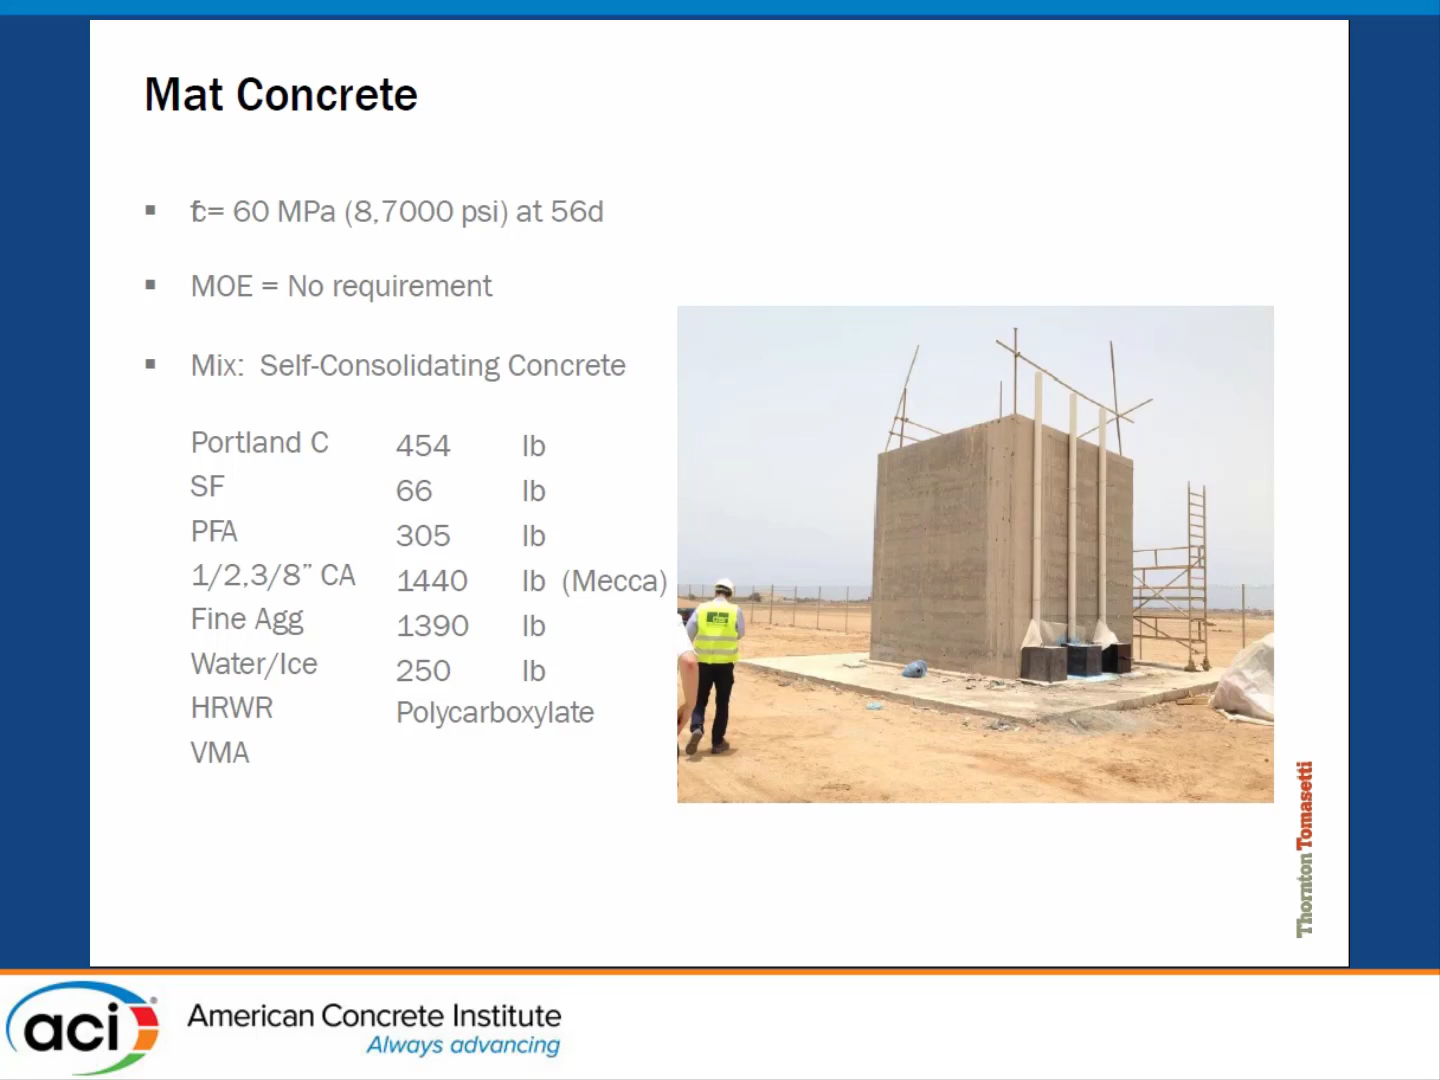 Mat Concrete
▪ f'c= 60 MPa (8,7000 psi) at 56d
▪ MOE = No requirement
▪ Mix: Self-Consolidating Concrete
Portland C 454 lb
SF 66 lb
PFA 305 lb
1/2,3/8” CA 1440 lb (Mecca)
Fine Agg 1390 lb
Water/Ice 250 lb
HRWR Polycarboxylate
VMA
Thornton Tomasetti
aci® American Concrete Institute
Always advancing